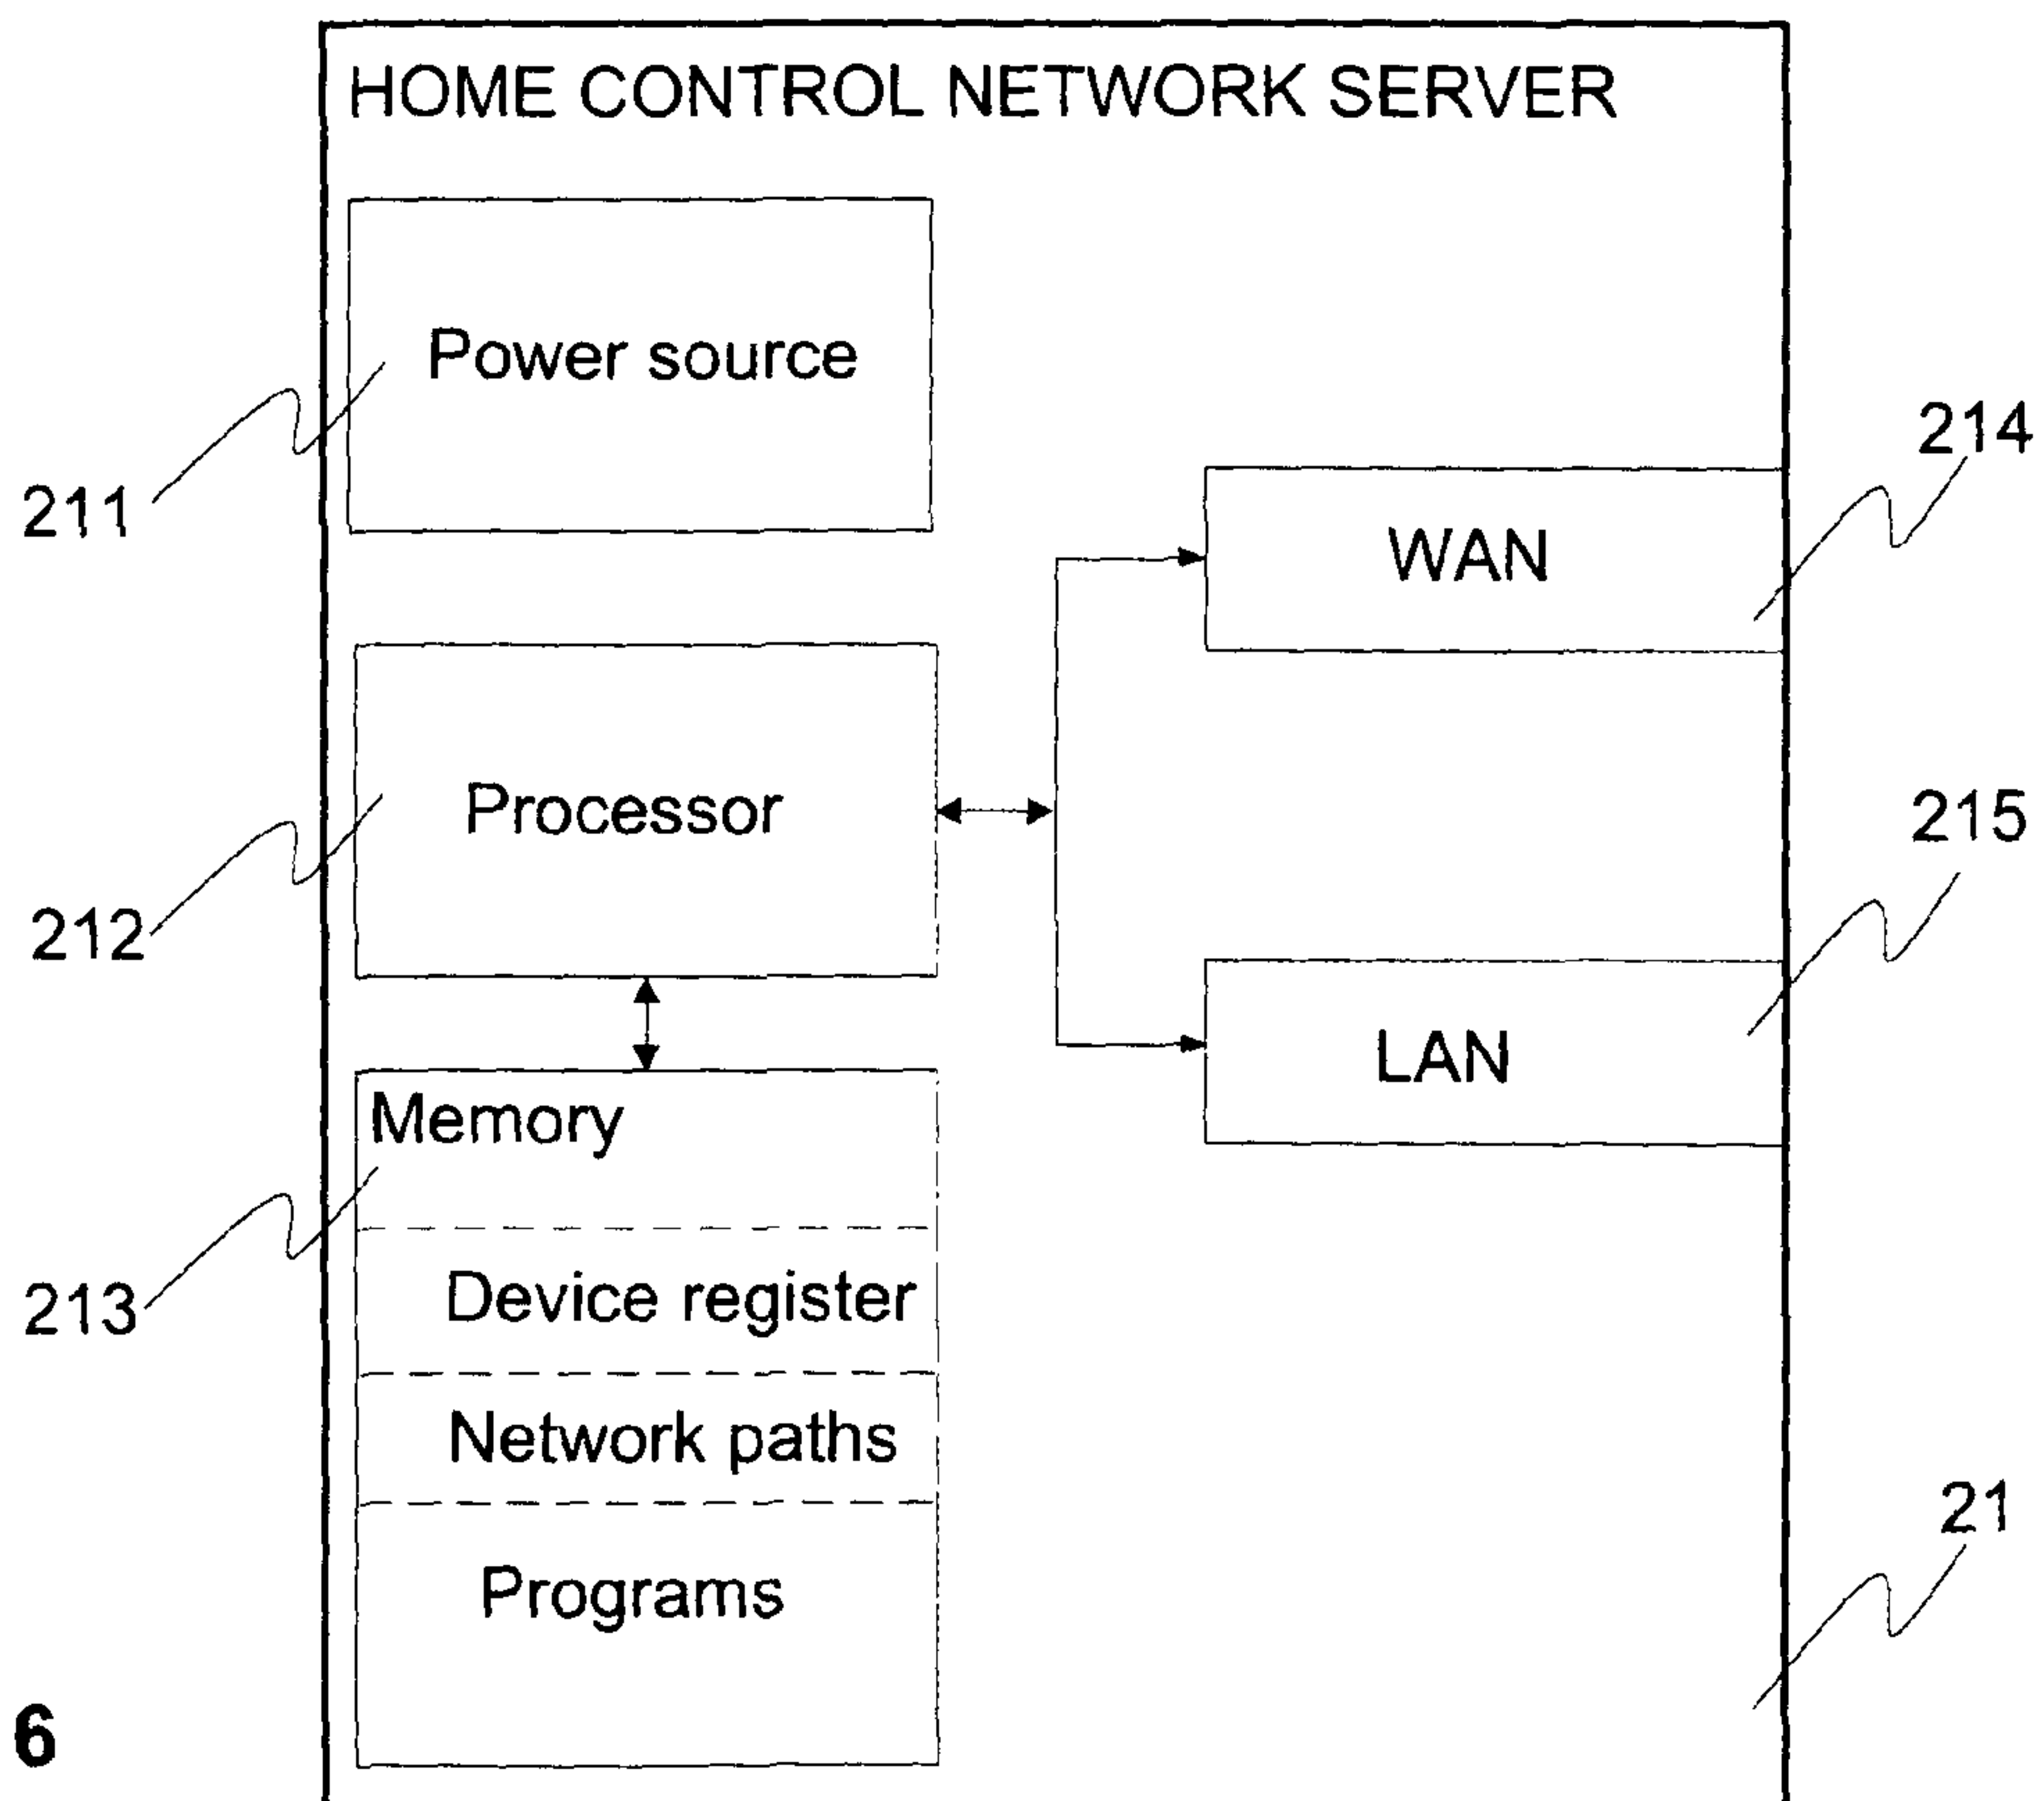 HOME CONTROL NETWORK SERVER
Power source
211
214
WAN
Processor
212
215
LAN
Memory
213
Device register
Network paths
Programs
21
6